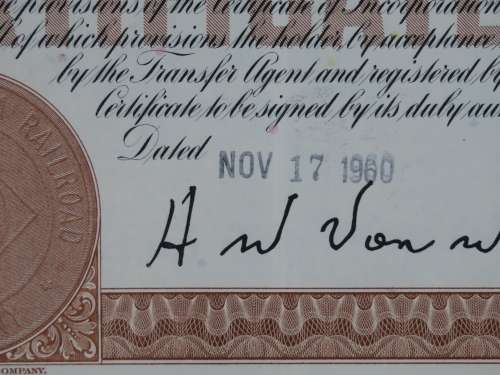 provisions of the Certificate of Incorporation
of which provisions the holder, by acceptance
by the Transfer Agent and registered by
Certificate to be signed by its duly au
Dated
NOV 17 1960
RAILROAD
COMPANY.